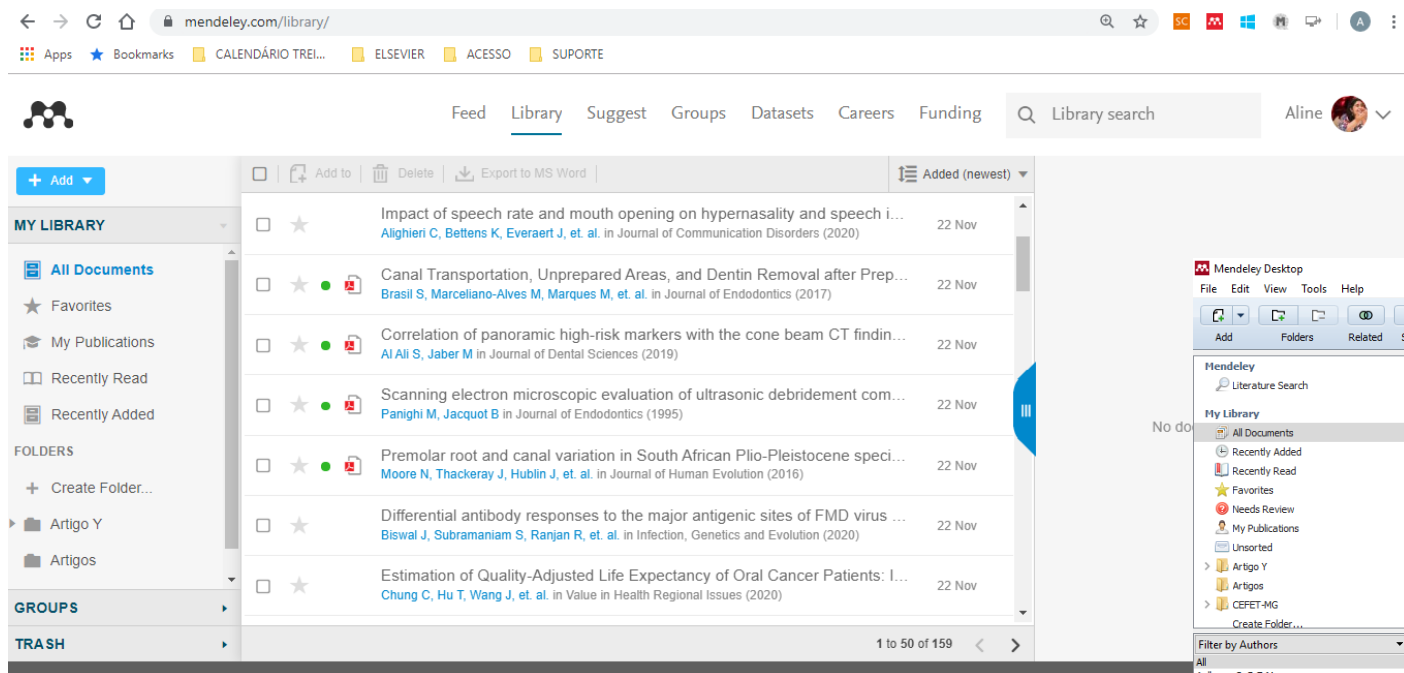 mendeley.com/library/
SC
M
A
Apps
Bookmarks
CALENDÁRIO TREI...
ELSEVIER
ACESSO
SUPORTE
Feed
Library
Suggest
Groups
Datasets
Careers
Funding
Library search
Aline
+ Add
Add to
Delete
Export to MS Word
Added (newest)
MY LIBRARY
All Documents
Favorites
My Publications
Recently Read
Recently Added
FOLDERS
+ Create Folder...
Artigo Y
Artigos
GROUPS
TRASH
Impact of speech rate and mouth opening on hypernasality and speech i...
Alighieri C, Bettens K, Everaert J, et. al. in Journal of Communication Disorders (2020)
22 Nov
Canal Transportation, Unprepared Areas, and Dentin Removal after Prep...
Brasil S, Marceliano-Alves M, Marques M, et. al. in Journal of Endodontics (2017)
22 Nov
Correlation of panoramic high-risk markers with the cone beam CT findin...
Al Ali S, Jaber M in Journal of Dental Sciences (2019)
22 Nov
Scanning electron microscopic evaluation of ultrasonic debridement com...
Panighi M, Jacquot B in Journal of Endodontics (1995)
22 Nov
Premolar root and canal variation in South African Plio-Pleistocene speci...
Moore N, Thackeray J, Hublin J, et. al. in Journal of Human Evolution (2016)
22 Nov
Differential antibody responses to the major antigenic sites of FMD virus ...
Biswal J, Subramaniam S, Ranjan R, et. al. in Infection, Genetics and Evolution (2020)
22 Nov
Estimation of Quality-Adjusted Life Expectancy of Oral Cancer Patients: I...
Chung C, Hu T, Wang J, et. al. in Value in Health Regional Issues (2020)
22 Nov
1 to 50 of 159
No do
Mendeley Desktop
File Edit View Tools Help
Add
Folders
Related
S
Mendeley
Literature Search
My Library
All Documents
Recently Added
Recently Read
Favorites
Needs Review
My Publications
Unsorted
Artigo Y
Artigos
CEFET-MG
Create Folder...
Filter by Authors
All